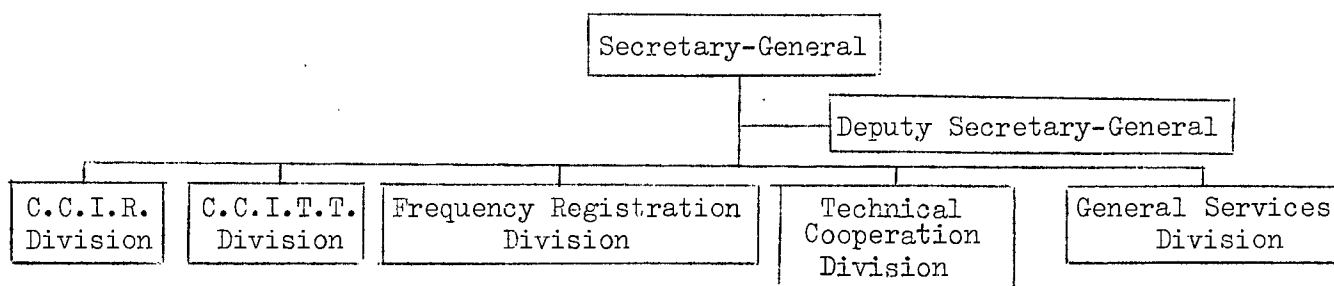 Secretary-General
Deputy Secretary-General
C.C.I.R.
Division
C.C.I.T.T.
Division
Frequency Registration
Division
Technical
Cooperation
Division
General Services
Division